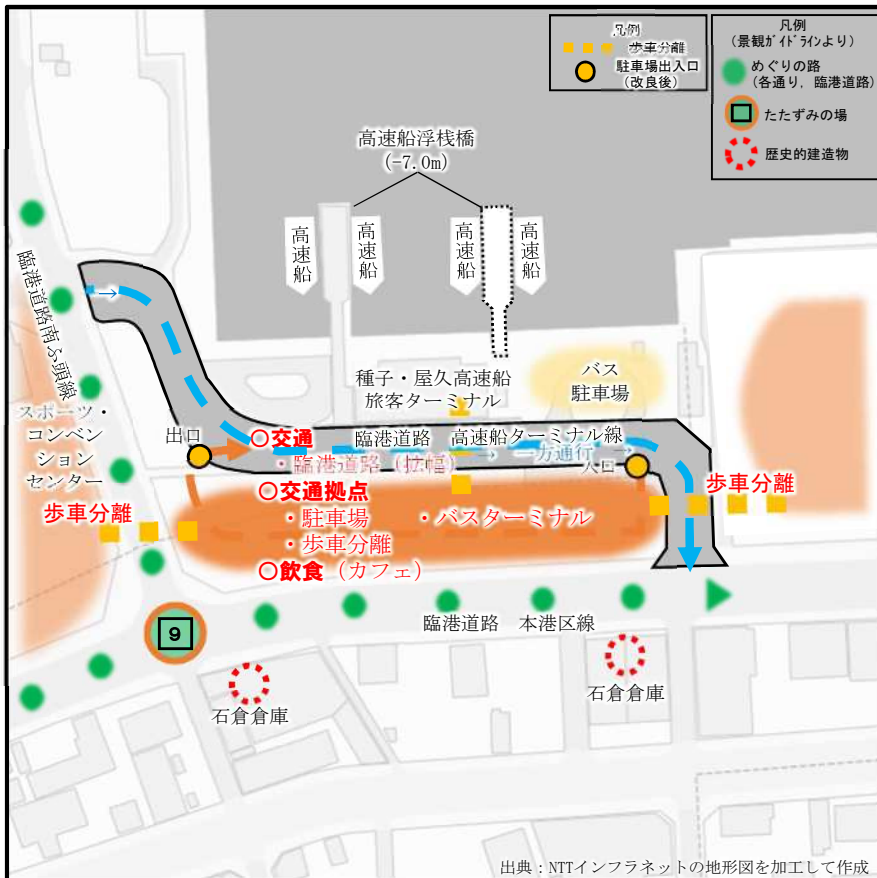 凡例
歩車分離
駐車場出入口
(改良後)
凡例
(景観ガイドラインより)
めぐりの路
(各通り, 臨港道路)
たたずみの場
歴史的建造物
高速船浮桟橋
(-7.0m)
高速船
高速船
高速船
高速船
臨港道路南ふ頭線
→
種子・屋久高速船
旅客ターミナル
バス
駐車場
スポーツ・
コンベン
ション
センター
出口
○交通
臨港道路 高速船ターミナル線
・臨港道路(拡幅)
→ 一方通行 →
入口
○交通拠点
歩車分離
歩車分離
・駐車場 ・バスターミナル
・歩車分離
○飲食(カフェ)
臨港道路 本港区線
9
石倉倉庫
石倉倉庫
出典：NTTインフラネットの地形図を加工して作成